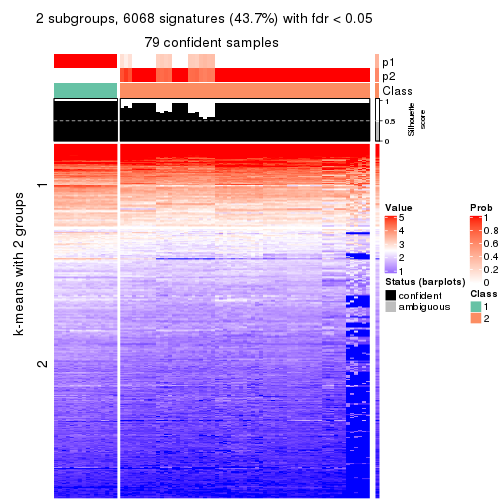 2 subgroups, 6068 signatures (43.7%) with fdr < 0.05
79 confident samples
p1
p2
Class
1
0.5
0
Silhouette
score
k-means with 2 groups
1
2
Value
5
4
3
2
1
Prob
1
0.8
0.6
0.4
0.2
0
Status (barplots)
confident
ambiguous
Class
1
2